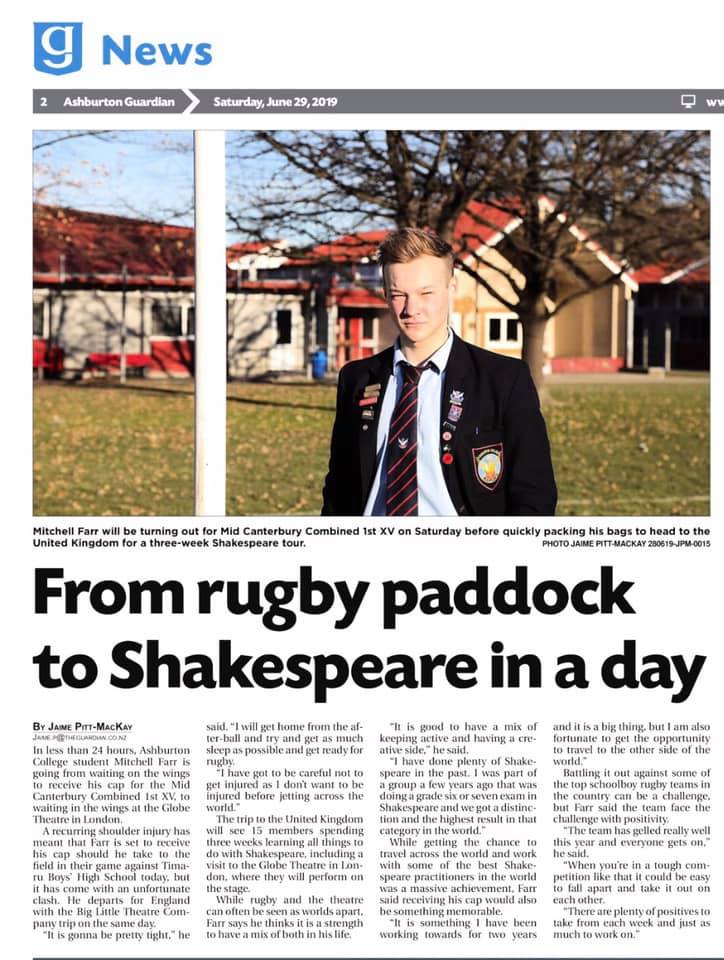 g News
2 Ashburton Guardian Saturday, June 29, 2019
Mitchell Farr will be turning out for Mid Canterbury Combined 1st XV on Saturday before quickly packing his bags to head to the
United Kingdom for a three-week Shakespeare tour.
PHOTO JAIME PITT-MACKAY 280619-JPM-0015
From rugby paddock
to Shakespeare in a day
BY JAIME PITT-MACKAY
JAIME.P@THEGUARDIAN.CO.NZ
In less than 24 hours, Ashburton
College student Mitchell Farr is
going from waiting on the wings
to receive his cap for the Mid
Canterbury Combined 1st XV, to
waiting in the wings at the Globe
Theatre in London.
A recurring shoulder injury has
meant that Farr is set to receive
his cap should he take to the
field in their game against Tima-
ru Boys' High School today, but
it has come with an unfortunate
clash. He departs for England
with the Big Little Theatre Com-
pany trip on the same day.
"It is gonna be pretty tight," he
said. "I will get home from the af-
ter-ball and try and get as much
sleep as possible and get ready for
rugby.
"I have got to be careful not to
get injured as I don't want to be
injured before jetting across the
world."
The trip to the United Kingdom
will see 15 members spending
three weeks learning all things to
do with Shakespeare, including a
visit to the Globe Theatre in Lon-
don, where they will perform on
the stage.
While rugby and the theatre
can often be seen as worlds apart,
Farr says he thinks it is a strength
to have a mix of both in his life.
"It is good to have a mix of
keeping active and having a cre-
ative side," he said.
"I have done plenty of Shake-
speare in the past. I was part of
a group a few years ago that was
doing a grade six or seven exam in
Shakespeare and we got a distinc-
tion and the highest result in that
category in the world."
While getting the chance to
travel across the world and work
with some of the best Shake-
speare practitioners in the world
was a massive achievement, Farr
said receiving his cap would also
be something memorable.
"It is something I have been
working towards for two years
and it is a big thing, but I am also
fortunate to get the opportunity
to travel to the other side of the
world."
Battling it out against some of
the top schoolboy rugby teams in
the country can be a challenge,
but Farr said the team face the
challenge with positivity.
"The team has gelled really well
this year and everyone gets on,"
he said.
"When you're in a tough com-
petition like that it could be easy
to fall apart and take it out on
each other.
"There are plenty of positives to
take from each week and just as
much to work on."